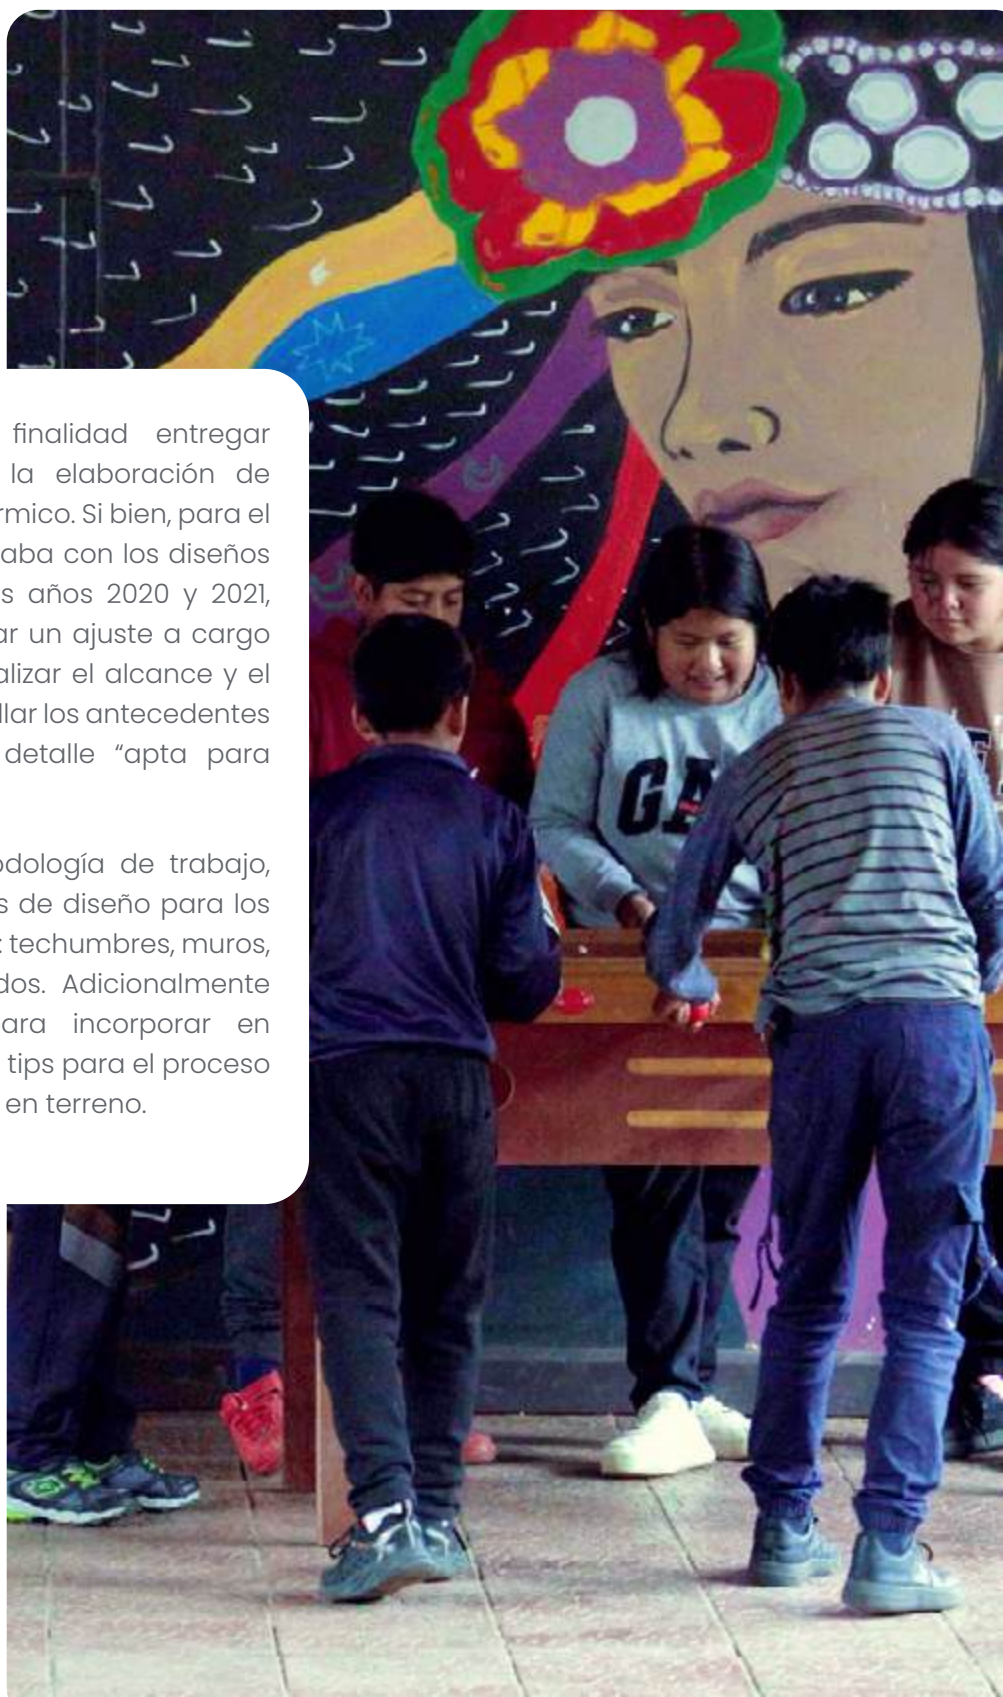 finalidad entregar
la elaboración de
rmico. Si bien, para el
aba con los diseños
s años 2020 y 2021,
ar un ajuste a cargo
alizar el alcance y el
llar los antecedentes
detalle “apta para
odología de trabajo,
s de diseño para los
: techumbres, muros,
dos. Adicionalmente
ara incorporar en
tips para el proceso
en terreno.
GA